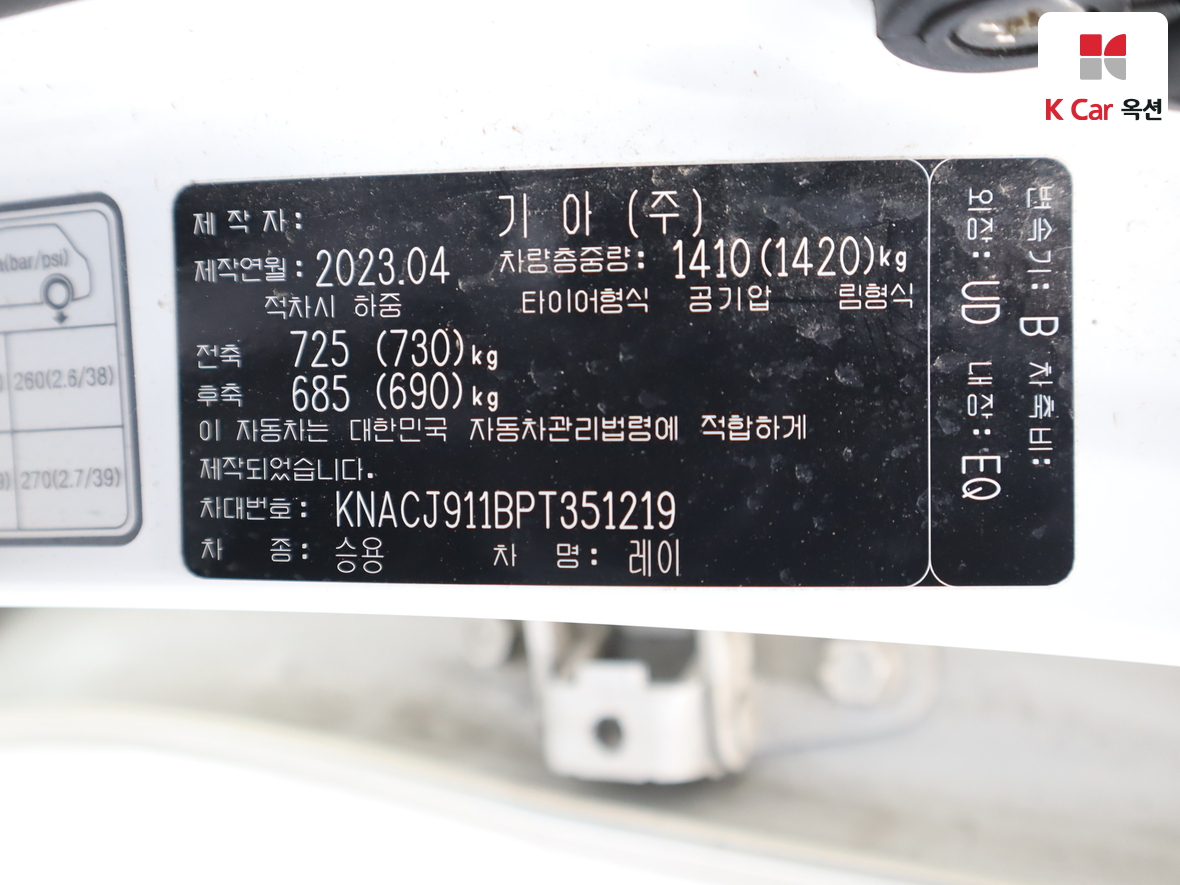 K Car 옥션
(bar/psi)
260(2.6/38)
270(2.7/39)
제 작 자: 기 아 (주)
제작연월: 2023.04 차량총중량: 1410(1420)kg
적차시 하중 타이어형식 공기압 림형식
전축 725 (730)kg
후축 685 (690)kg
이 자동차는 대한민국 자동차관리법령에 적합하게
제작되었습니다.
차대번호: KNACJ911BPT351219
차 종: 승용 차 명: 레이
변속기: B 차축비:
외장: UD 내장: EQ